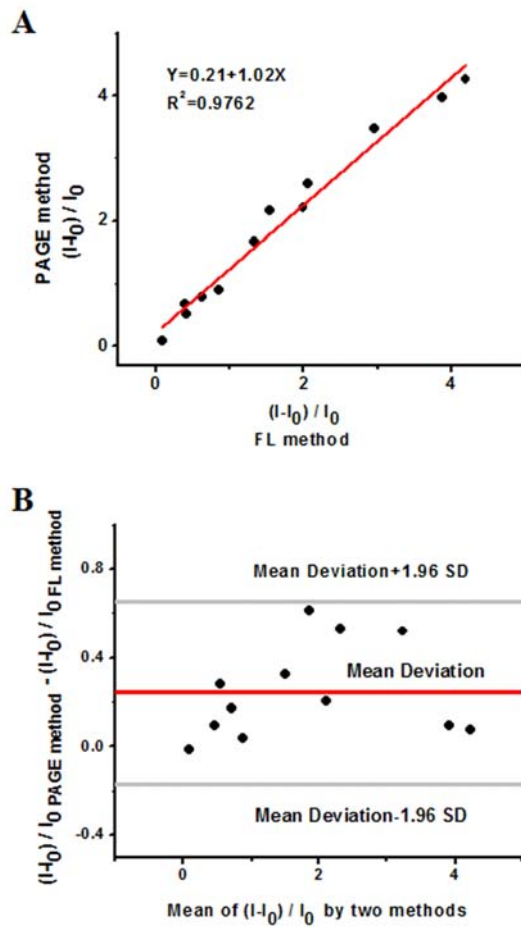 A
Y=0.21+1.02X
R²=0.9762
PAGE method
(I-I₀) / I₀
4
2
0
0 2 4
(I-I₀) / I₀
FL method
B
(I-I₀) / I₀ PAGE method - (I-I₀) / I₀ FL method
0.8
0.4
0.0
-0.4
Mean Deviation+1.96 SD
Mean Deviation
Mean Deviation-1.96 SD
0 2 4
Mean of (I-I₀) / I₀ by two methods